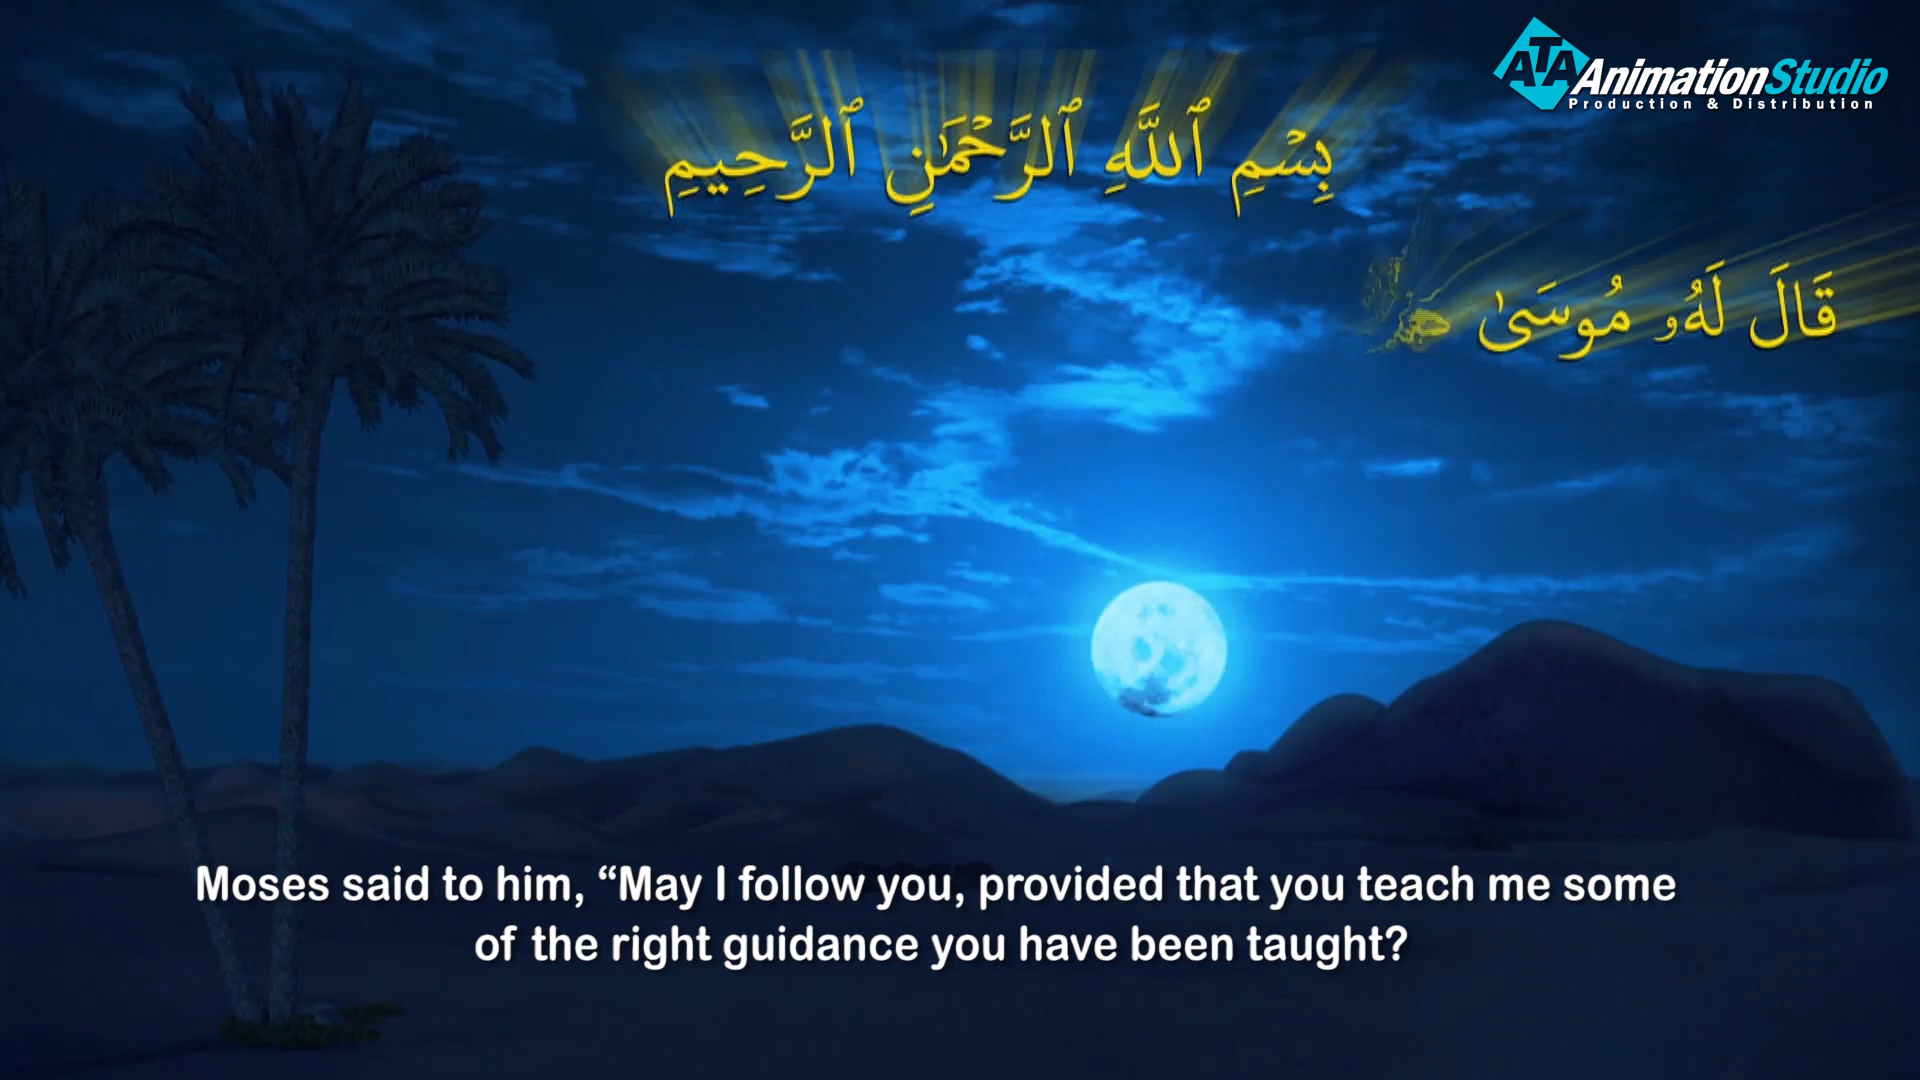 ATA AnimationStudio
Production & Distribution
بِسْمِ ٱللَّهِ ٱلرَّحْمَٰنِ ٱلرَّحِيمِ
قَالَ لَهُۥ مُوسَىٰ
Moses said to him, “May I follow you, provided that you teach me some
of the right guidance you have been taught?